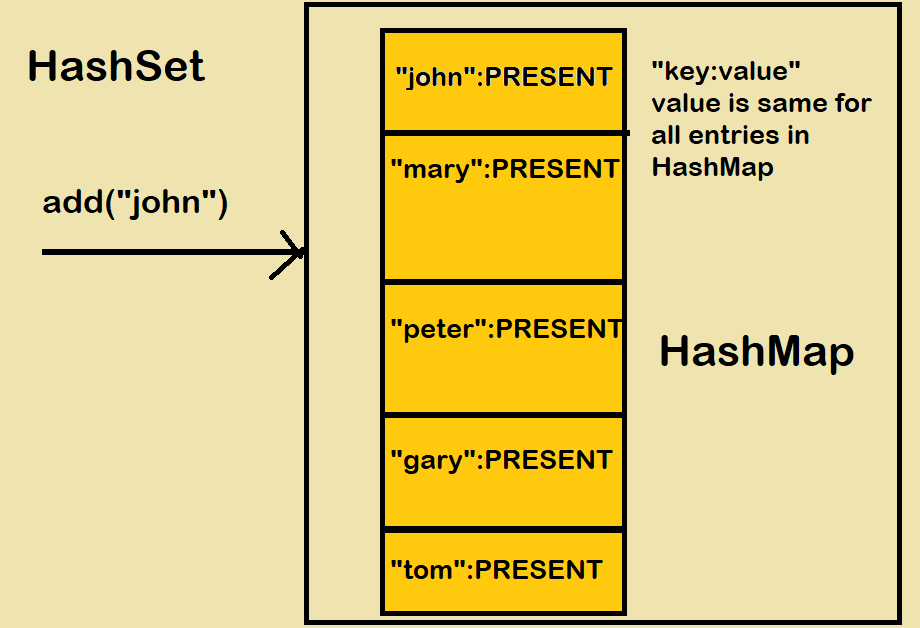 HashSet
add("john")
"john":PRESENT
"mary":PRESENT
"peter":PRESENT
"gary":PRESENT
"tom":PRESENT
"key:value"
value is same for
all entries in
HashMap
HashMap